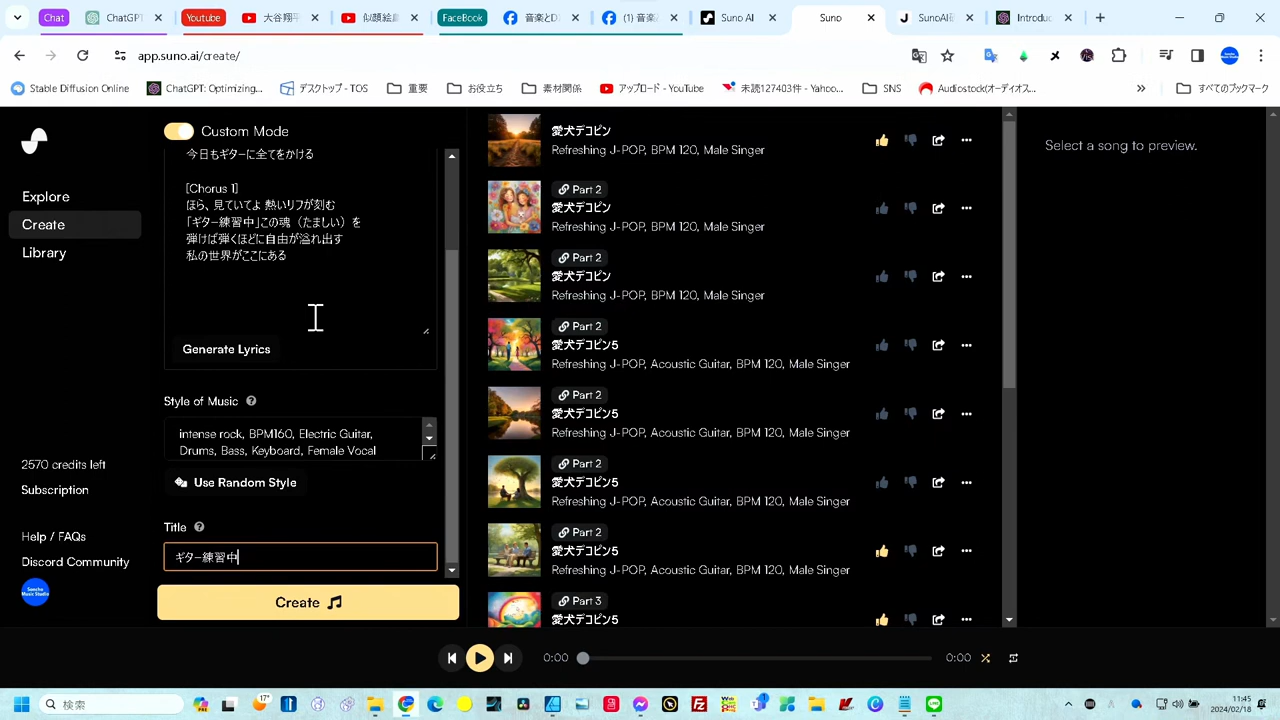 Chat
ChatGPT
Youtube
大谷翔平
似顔絵
FaceBook
音楽とD
(1) 音楽
Suno AI
Suno
SunoAI
Introduc
app.suno.ai/create/
Stable Diffusion Online
ChatGPT: Optimizing...
デスクトップ - TOS
重要
お役立ち
素材関係
アップロード - YouTube
未読127403件 - Yahoo...
SNS
Audiostock(オーディオス...
すべてのブックマーク
Explore
Create
Library
2570 credits left
Subscription
Help / FAQs
Discord Community
Sancho
Music Studio
Custom Mode
今日もギターに全てをかける
[Chorus 1]
ほら、見ていてよ 熱いリフが刻む
「ギター練習中」この魂（たましい）を
弾けば弾くほどに自由が溢れ出す
私の世界がここにある
Generate Lyrics
Style of Music
intense rock, BPM160, Electric Guitar,
Drums, Bass, Keyboard, Female Vocal
Use Random Style
Title
ギター練習中
Create
愛犬デコピン
Refreshing J-POP, BPM 120, Male Singer
Part 2
愛犬デコピン
Refreshing J-POP, BPM 120, Male Singer
Part 2
愛犬デコピン
Refreshing J-POP, BPM 120, Male Singer
Part 2
愛犬デコピン5
Refreshing J-POP, Acoustic Guitar, BPM 120, Male Singer
Part 2
愛犬デコピン5
Refreshing J-POP, Acoustic Guitar, BPM 120, Male Singer
Part 2
愛犬デコピン5
Refreshing J-POP, Acoustic Guitar, BPM 120, Male Singer
Part 2
愛犬デコピン5
Refreshing J-POP, Acoustic Guitar, BPM 120, Male Singer
Part 3
愛犬デコピン5
Select a song to preview.
0:00
0:00
検索
17°
11:45
2024/02/18